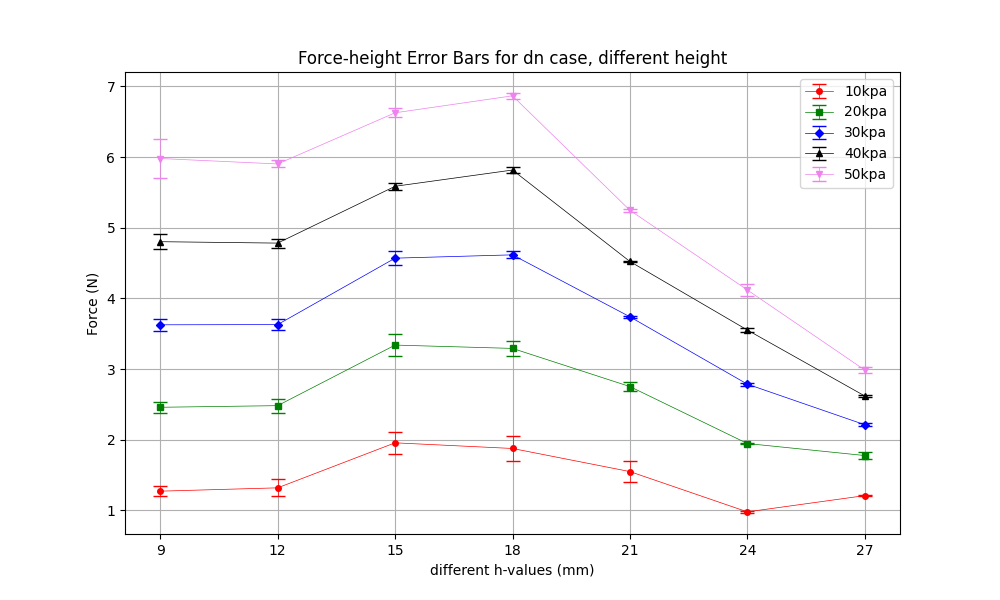 Force-height Error Bars for dn case, different height
7
6
5
4
3
2
1
Force (N)
10kpa
20kpa
30kpa
40kpa
50kpa
9 12 15 18 21 24 27
different h-values (mm)